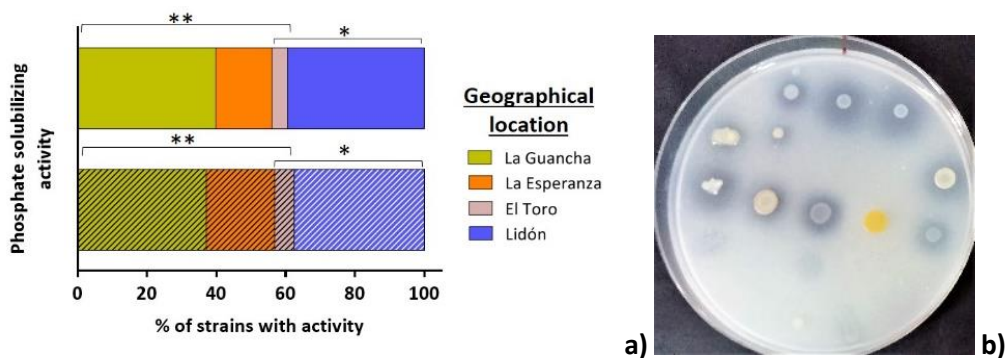 **
*
**
*
Phosphate solubilizing
activity
0 20 40 60 80 100
% of strains with activity
Geographical
location
La Guancha
La Esperanza
El Toro
Lidón
a)
b)